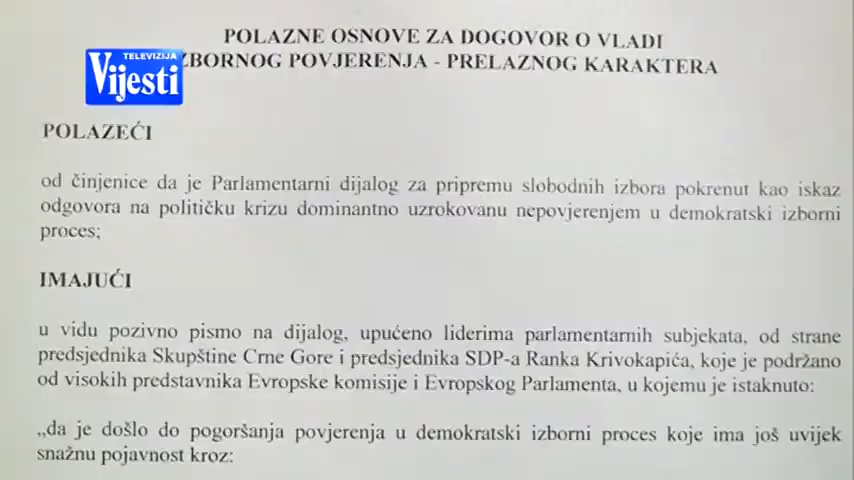 POLAZNE OSNOVE ZA DOGOVOR O VLADI
ZBORNOG POVJERENJA - PRELAZNOG KARAKTERA
TELEVIZIJA
Vijesti
POLAZEĆI
od činjenice da je Parlamentarni dijalog za pripremu slobodnih izbora pokrenut kao iskaz
odgovora na političku krizu dominantno uzrokovanu nepovjerenjem u demokratski izborni
proces;
IMAJUĆI
u vidu pozivno pismo na dijalog, upućeno liderima parlamentarnih subjekata, od strane
predsjednika Skupštine Crne Gore i predsjednika SDP-a Ranka Krivokapića, koje je podržano
od visokih predstavnika Evropske komisije i Evropskog Parlamenta, u kojemu je istaknuto:
„da je došlo do pogoršanja povjerenja u demokratski izborni proces koje ima još uvijek
snažnu pojavnost kroz: